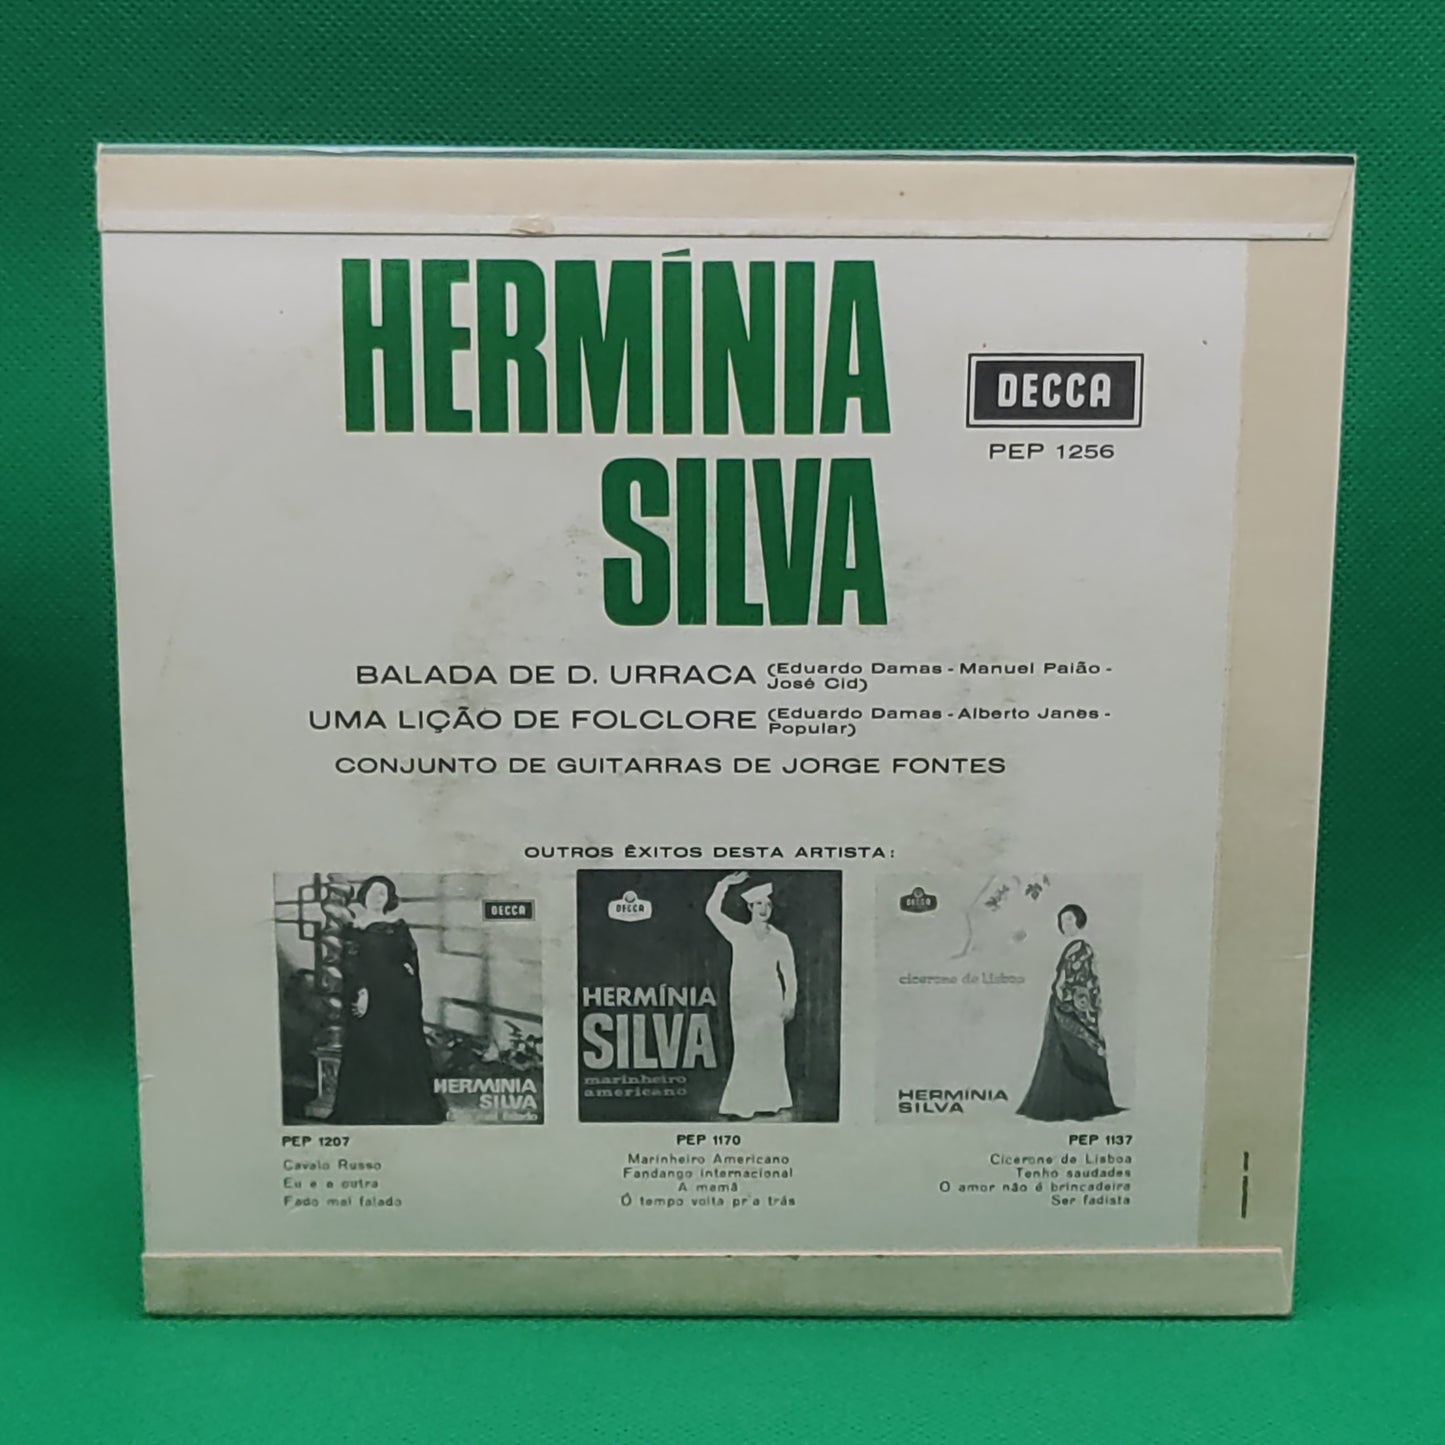 HERMÍNIA
SILVA
DECCA
PEP 1256
BALADA DE D. URRACA (Eduardo Damas - Manuel Paião -
José Cid)
UMA LIÇÃO DE FOLCLORE (Eduardo Damas - Alberto Janes -
Popular)
CONJUNTO DE GUITARRAS DE JORGE FONTES
OUTROS ÊXITOS DESTA ARTISTA:
DECCA
HERMINIA
SILVA
mal falado
PEP 1207
Cavalo Russo
Eu e a outra
Fado mal falado
DECCA
HERMÍNIA
SILVA
marinheiro
americano
PEP 1170
Marinheiro Americano
Fandango internacional
A mamã
Ó tempo volta pr'a trás
DECCA
cicerone de Lisboa
HERMÍNIA
SILVA
PEP 1137
Cicerone de Lisboa
Tenho saudades
O amor não é brincadeira
Ser fadista